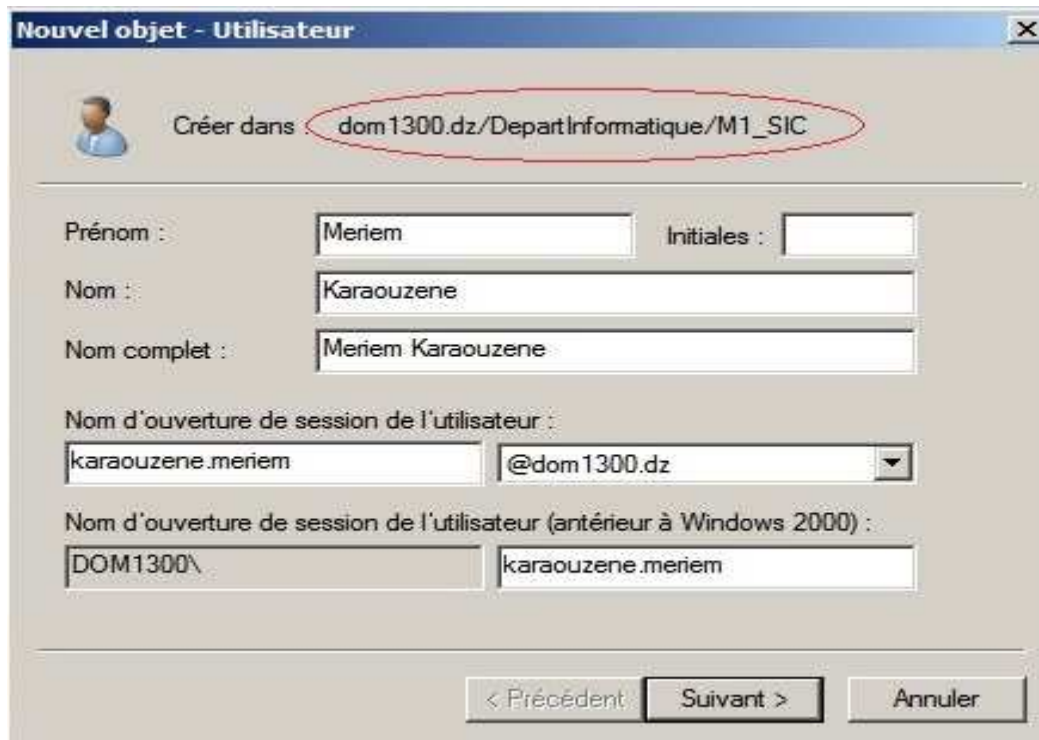 Nouvel objet - Utilisateur
Créer dans : dom1300.dz/DepartInformatique/M1_SIC
Prénom : Meriem Initiales :
Nom : Karaouzene
Nom complet : Meriem Karaouzene
Nom d'ouverture de session de l'utilisateur :
karaouzene.meriem @dom1300.dz
Nom d'ouverture de session de l'utilisateur (antérieur à Windows 2000) :
DOM1300\ karaouzene.meriem
< Précédent Suivant > Annuler